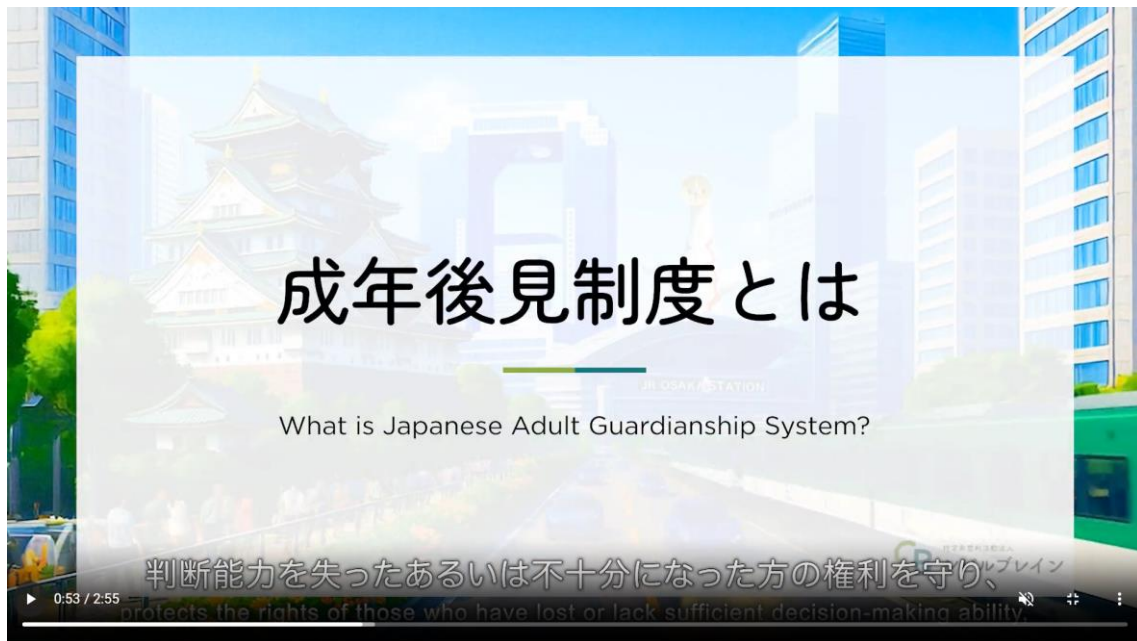 JR OSAKA STATION
成年後見制度とは
What is Japanese Adult Guardianship System?
判断能力を失ったあるいは不十分になった方の権利を守り、
protects the rights of those who have lost or lack sufficient decision-making ability,
0:53 / 2:55